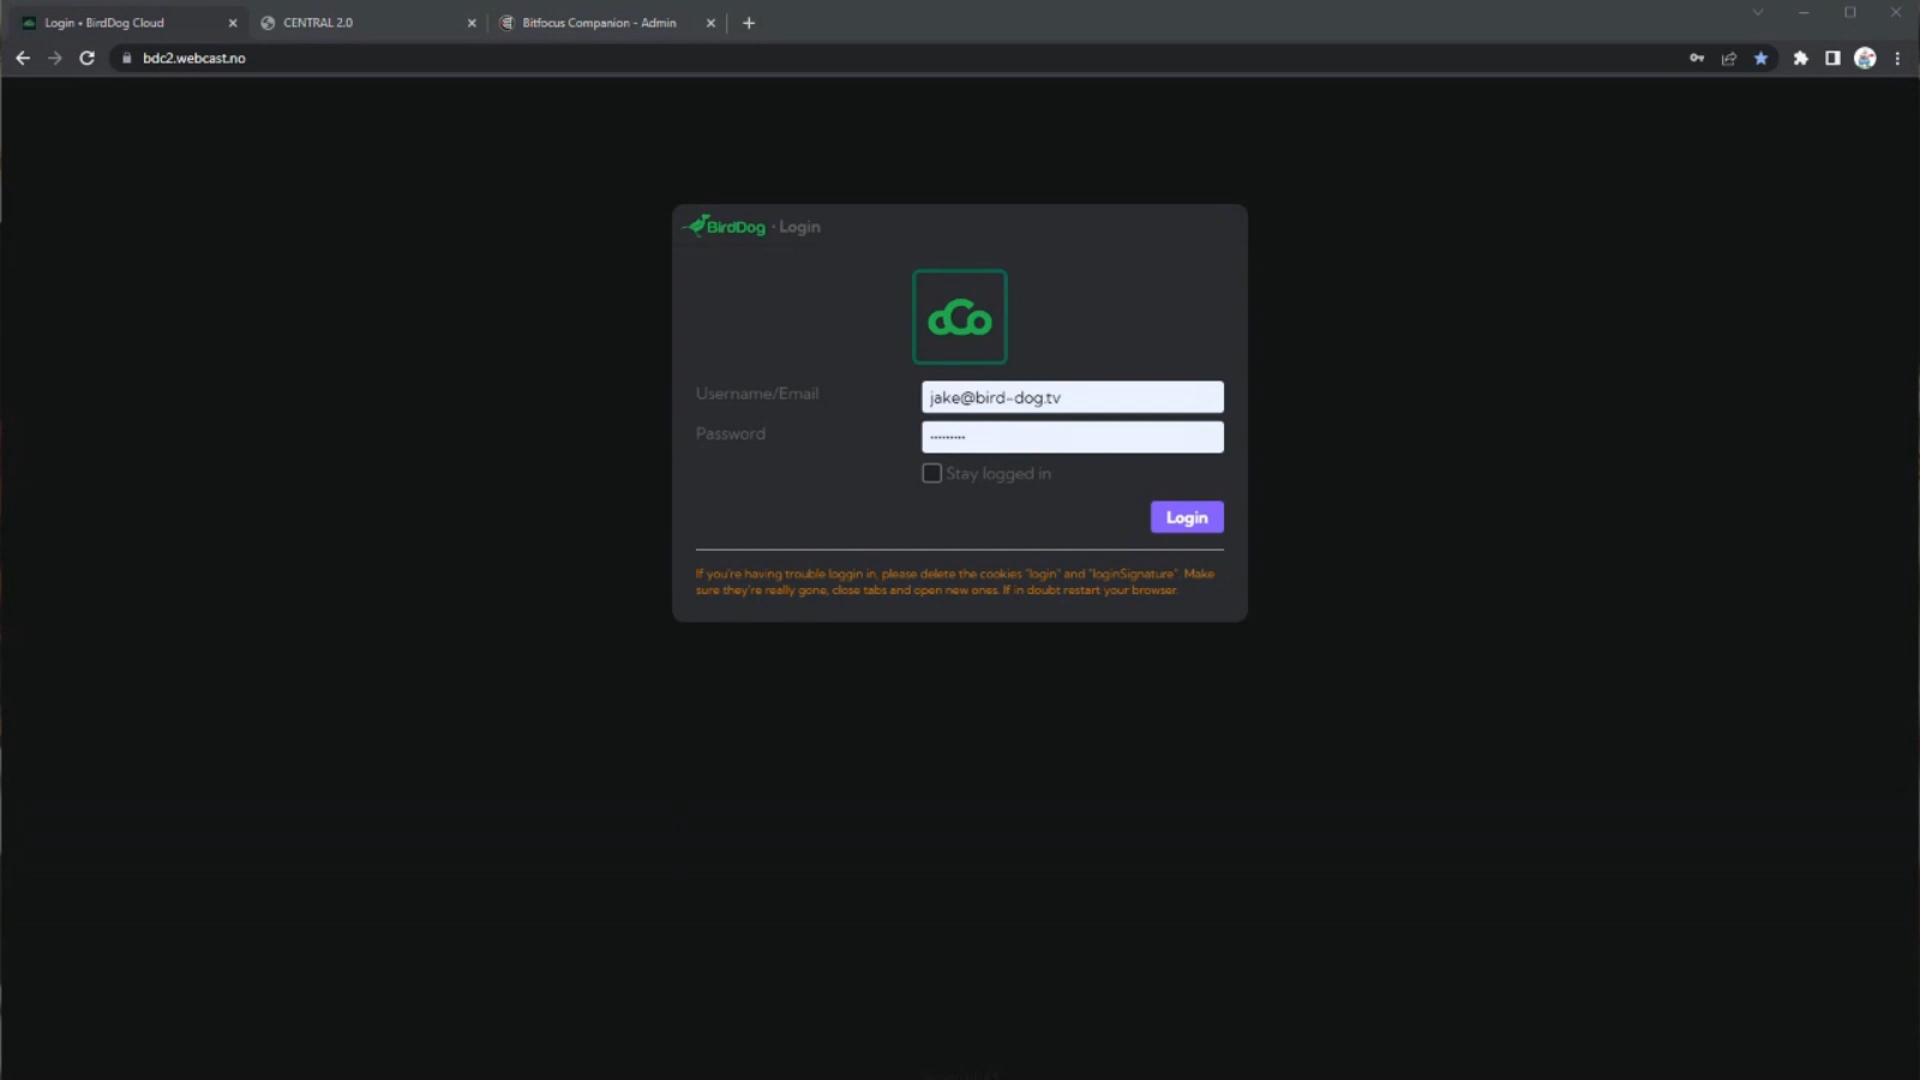 Login • BirdDog Cloud
CENTRAL 2.0
Bitfocus Companion - Admin
bdc2.webcast.no
BirdDog • Login
Username/Email
jake@bird-dog.tv
Password
Stay logged in
Login
If you're having trouble loggin in, please delete the cookies "login" and "loginSignature". Make
sure they're really gone, close tabs and open new ones. If in doubt restart your browser.